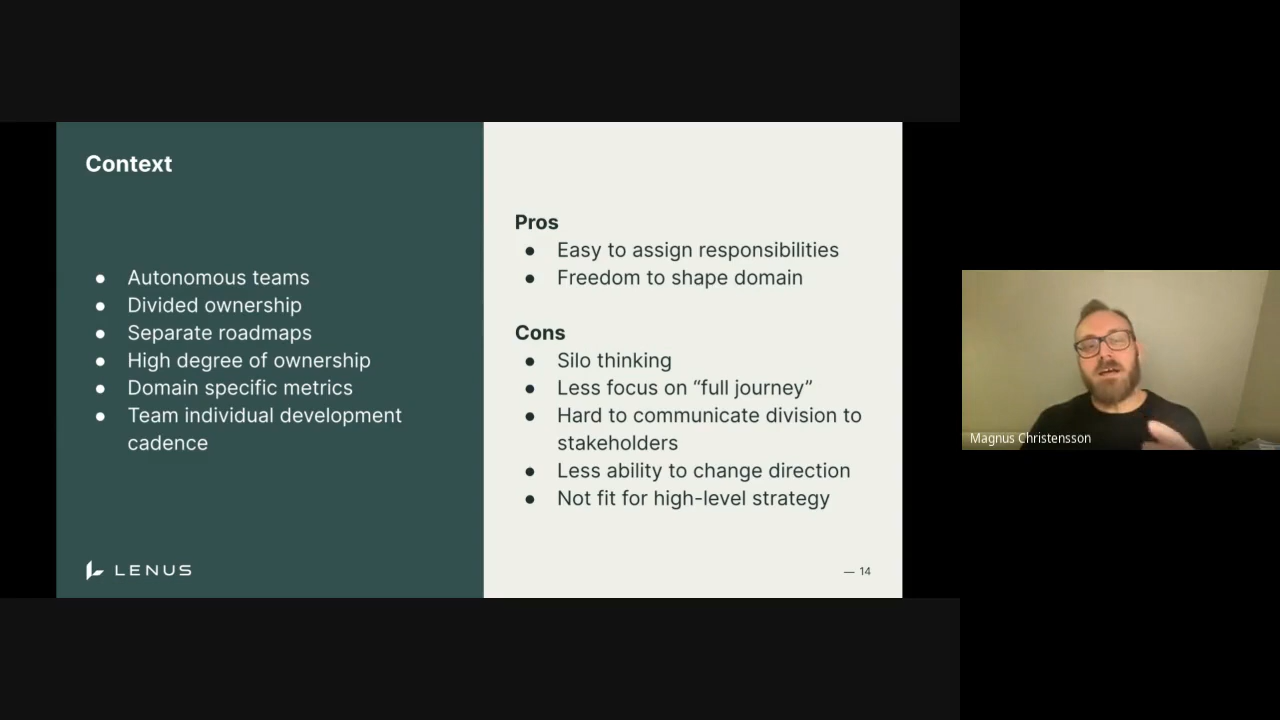 Context
● Autonomous teams
● Divided ownership
● Separate roadmaps
● High degree of ownership
● Domain specific metrics
● Team individual development
cadence
LENUS
Pros
● Easy to assign responsibilities
● Freedom to shape domain
Cons
● Silo thinking
● Less focus on “full journey”
● Hard to communicate division to
stakeholders
● Less ability to change direction
● Not fit for high-level strategy
— 14
Magnus Christensson